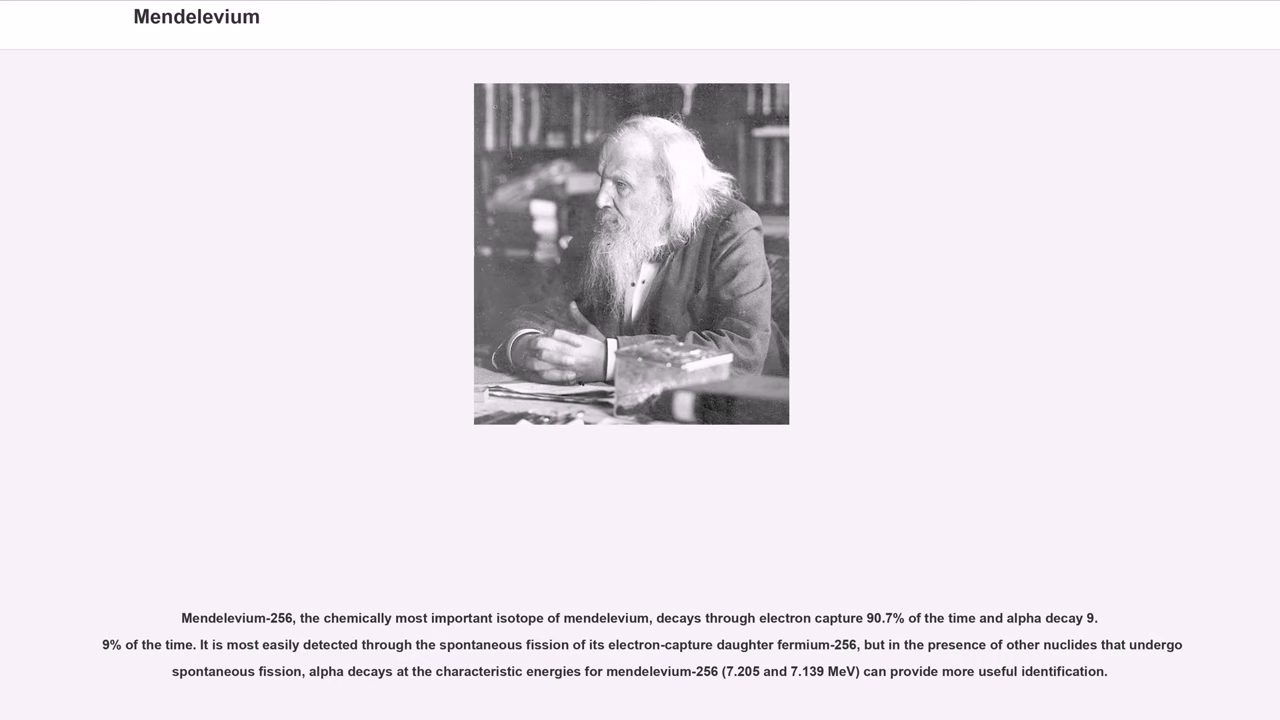 Mendelevium
Mendelevium-256, the chemically most important isotope of mendelevium, decays through electron capture 90.7% of the time and alpha decay 9.
9% of the time. It is most easily detected through the spontaneous fission of its electron-capture daughter fermium-256, but in the presence of other nuclides that undergo
spontaneous fission, alpha decays at the characteristic energies for mendelevium-256 (7.205 and 7.139 MeV) can provide more useful identification.